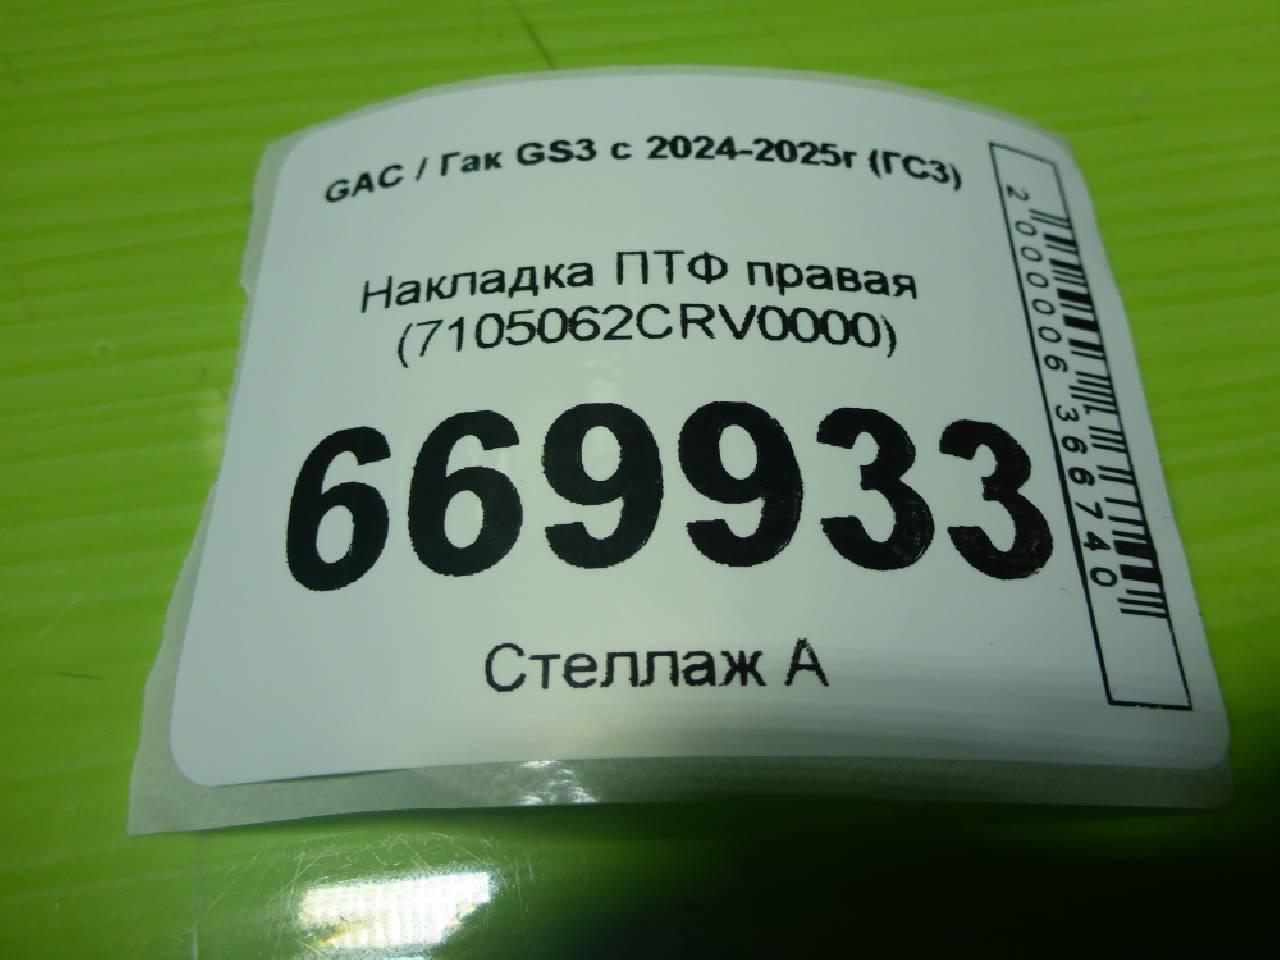 GAC / Гак GS3 с 2024-2025г (ГС3)
Накладка ПТФ правая
(7105062CRV0000)
669933
Стеллаж А
2000006366740